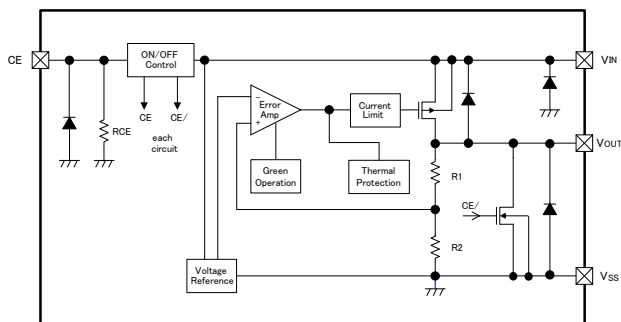 CE
ON/OFF
Control
CE
CE/
each
circuit
RCE
VIN
−
Error
Amp
+
Current
Limit
Green
Operation
Thermal
Protection
R1
VOUT
CE/
R2
Voltage
Reference
VSS